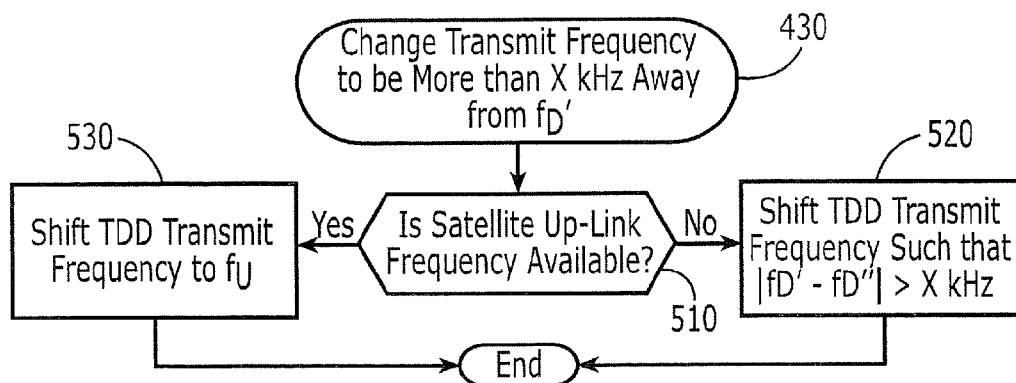 Change Transmit Frequency
to be More than X kHz Away
from fD'
430
530
520
Shift TDD Transmit
Frequency to fU
Yes
Is Satellite Up-Link
Frequency Available?
No
510
Shift TDD Transmit
Frequency Such that
|fD' - fD"| > X kHz
End